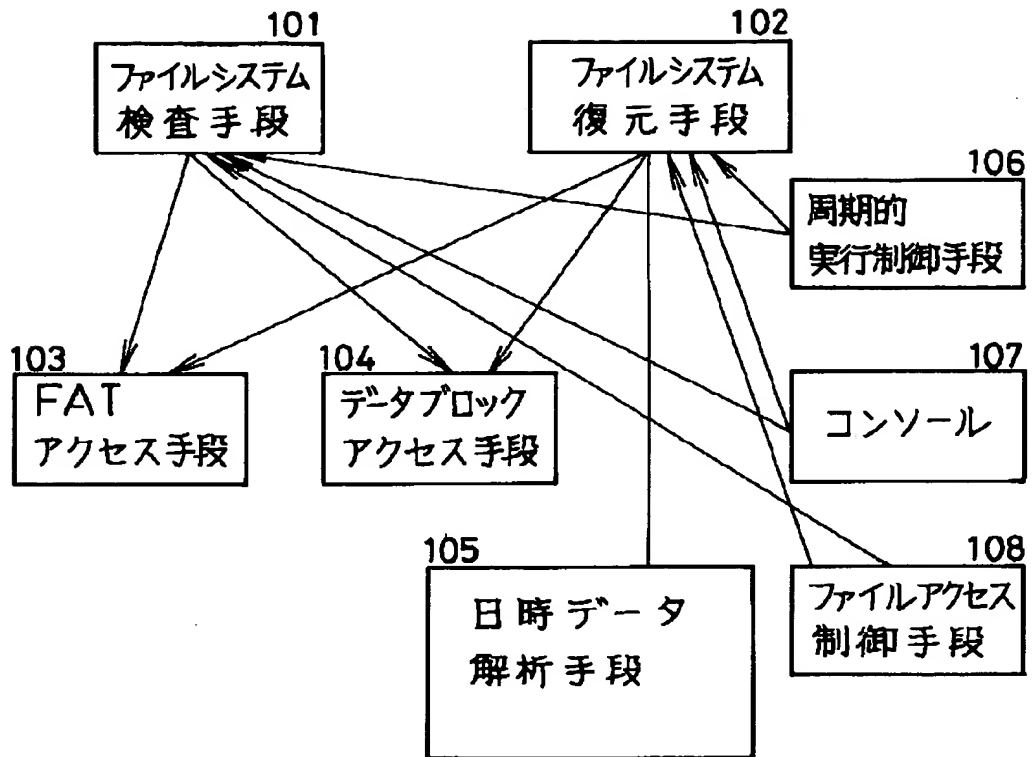 101
ファイルシステム
検査手段
102
ファイルシステム
復元手段
106
周期的
実行制御手段
103
FAT
アクセス手段
104
データブロック
アクセス手段
107
コンソール
105
日時データ
解析手段
108
ファイルアクセス
制御手段